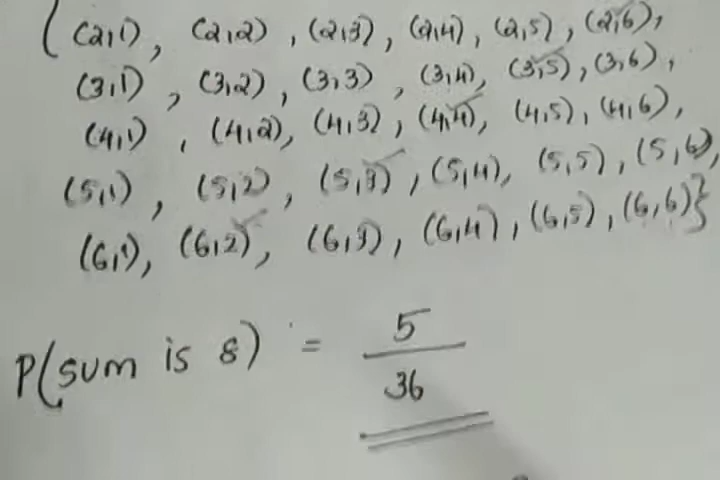 ( (2,1), (2,2), (2,3), (2,4), (2,5), (2,6),
(3,1), (3,2), (3,3), (3,4), (3,5), (3,6),
(4,1), (4,2), (4,3), (4,4), (4,5), (4,6),
(5,1), (5,2), (5,3), (5,4), (5,5), (5,6),
(6,1), (6,2), (6,3), (6,4), (6,5), (6,6)}
P(sum is 8) = 5/36